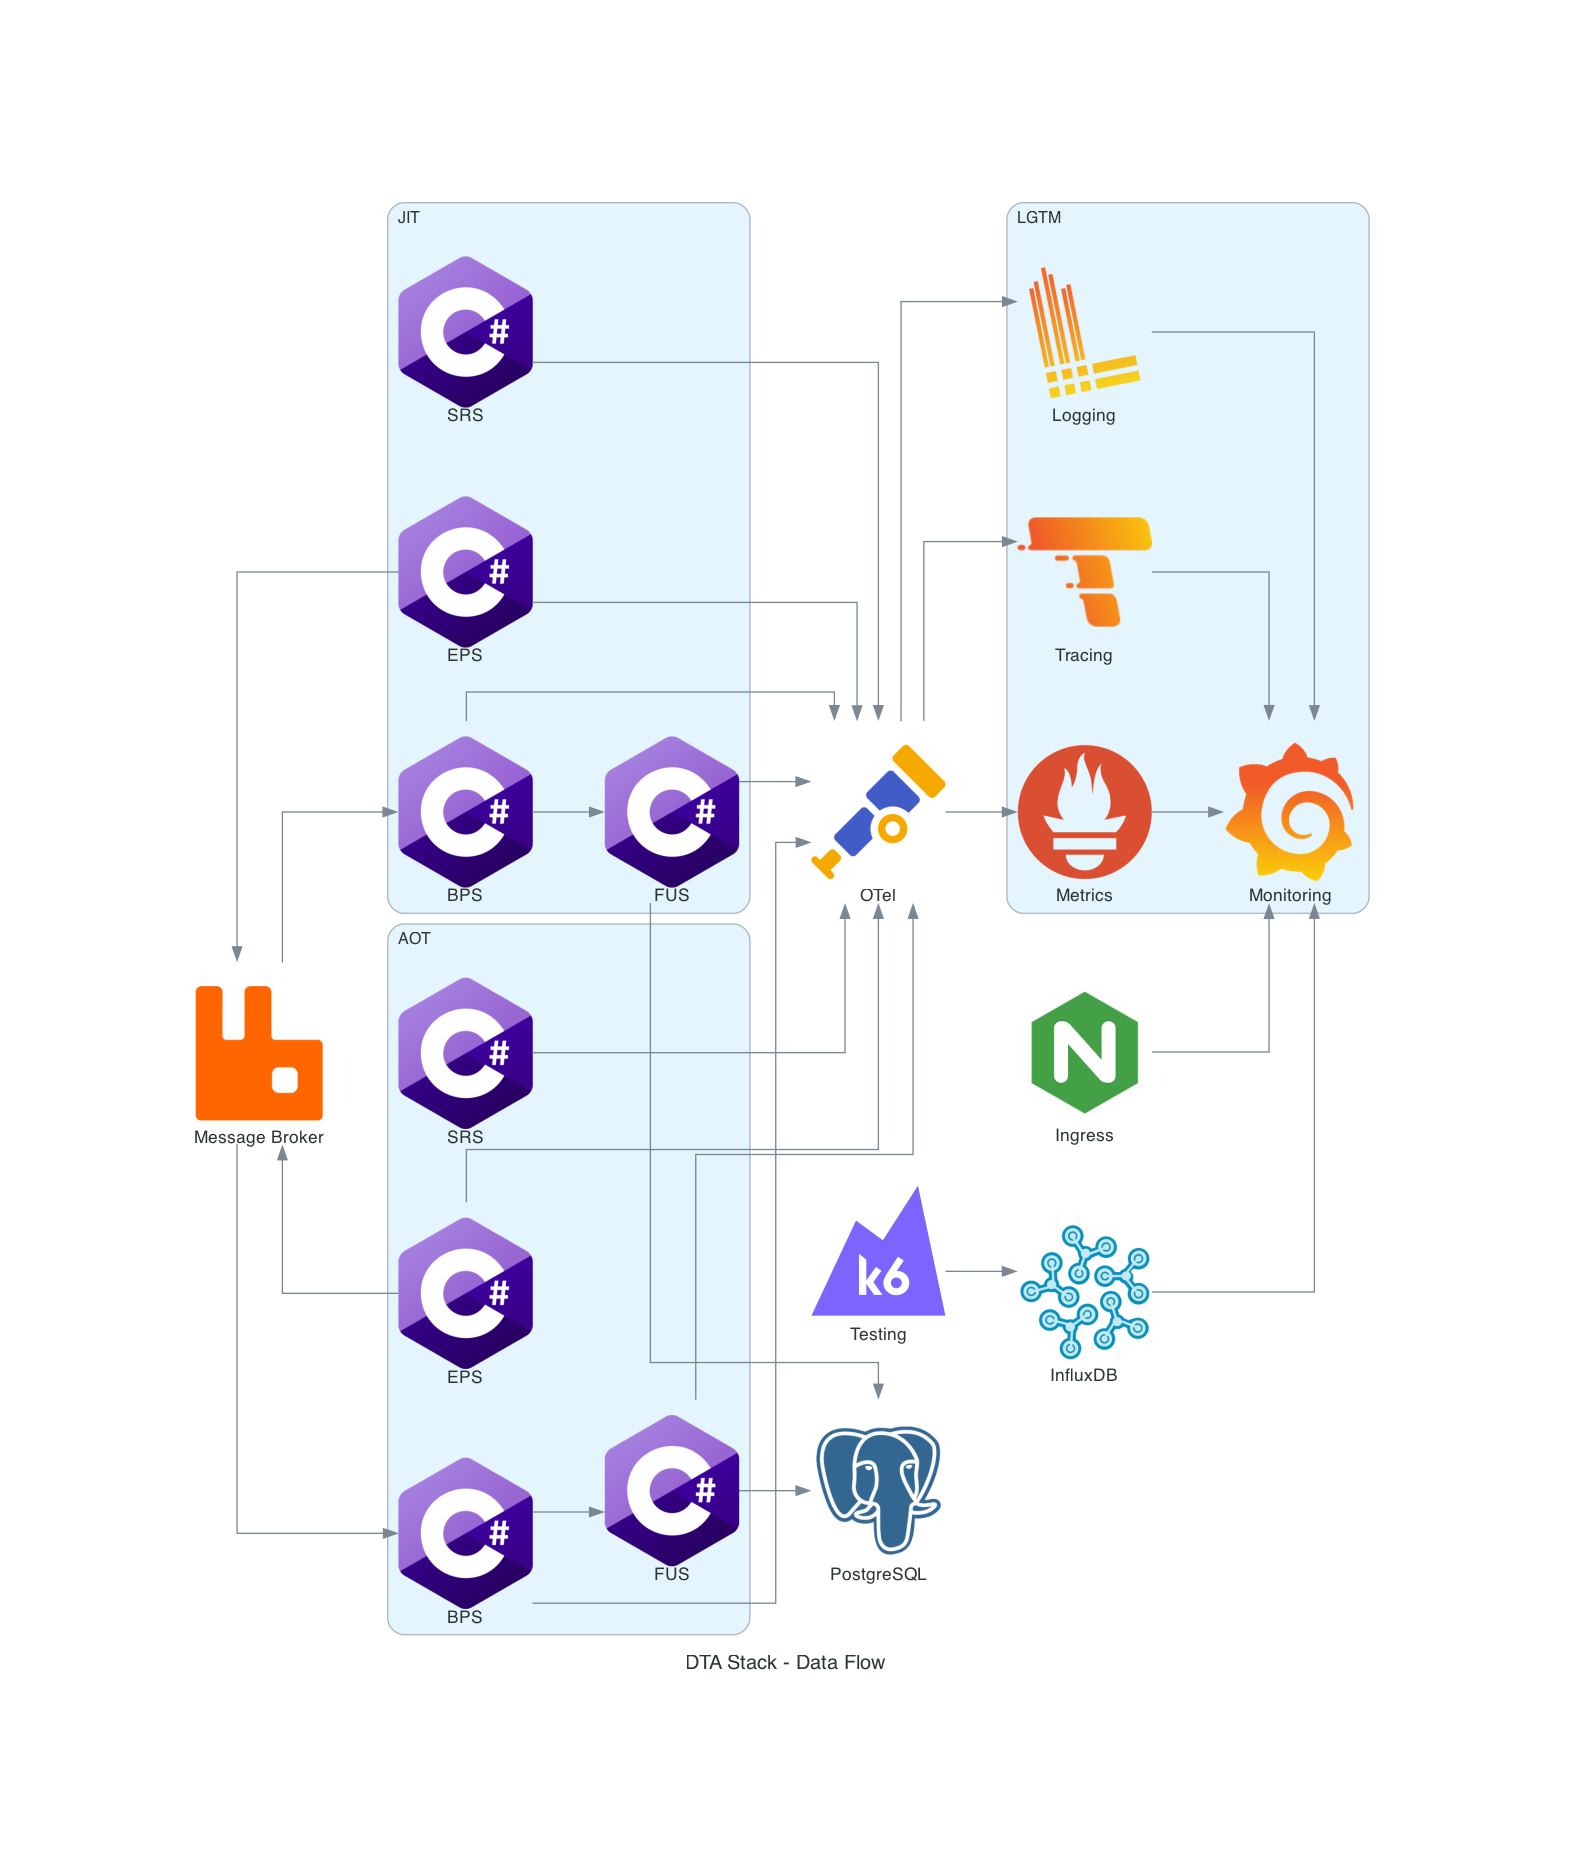 JIT
LGTM
C#
SRS
Logging
C#
EPS
Tracing
C#
BPS
C#
FUS
OTel
Metrics
Monitoring
AOT
C#
SRS
Message Broker
N
Ingress
C#
EPS
k6
Testing
InfluxDB
C#
BPS
C#
FUS
PostgreSQL
DTA Stack - Data Flow